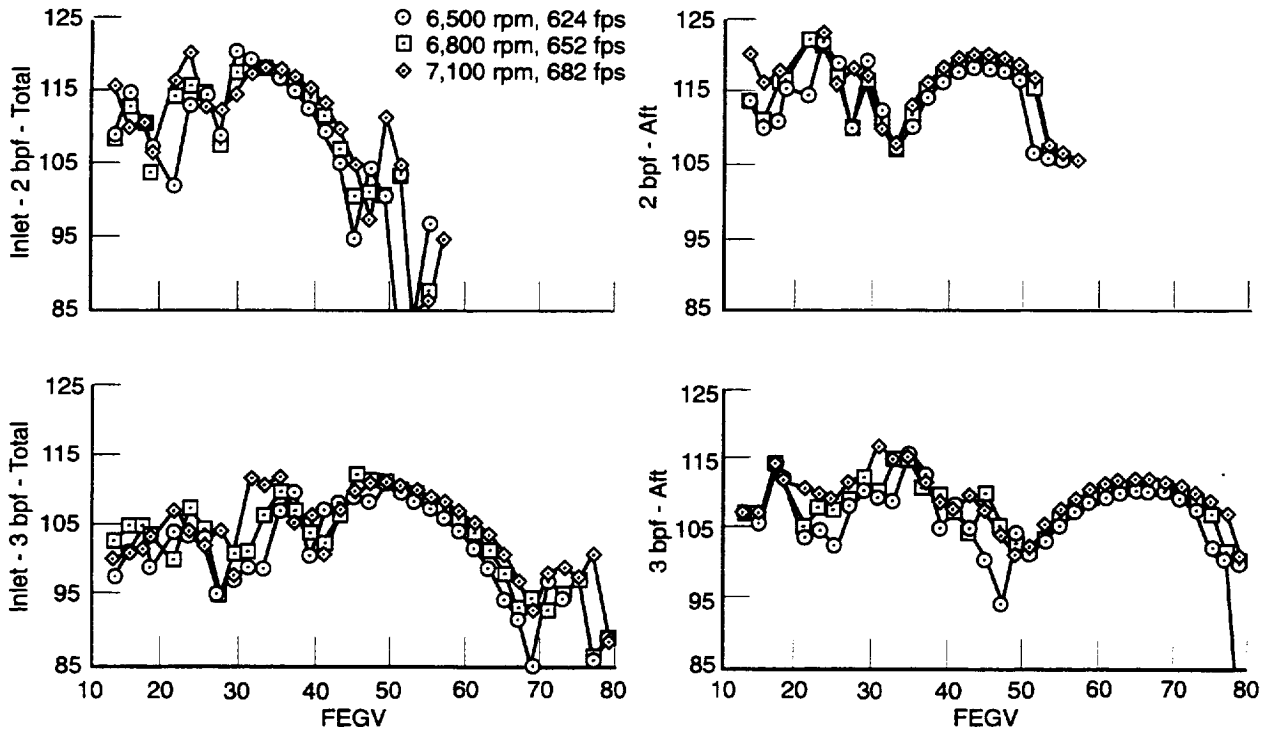 6,500 rpm, 624 fps
6,800 rpm, 652 fps
7,100 rpm, 682 fps
Inlet - 2 bpf - Total
125
115
105
95
85
2 bpf - Aft
125
115
105
95
85
Inlet - 3 bpf - Total
125
115
105
95
85
10 20 30 40 50 60 70 80
FEGV
3 bpf - Aft
125
115
105
95
85
10 20 30 40 50 60 70 80
FEGV